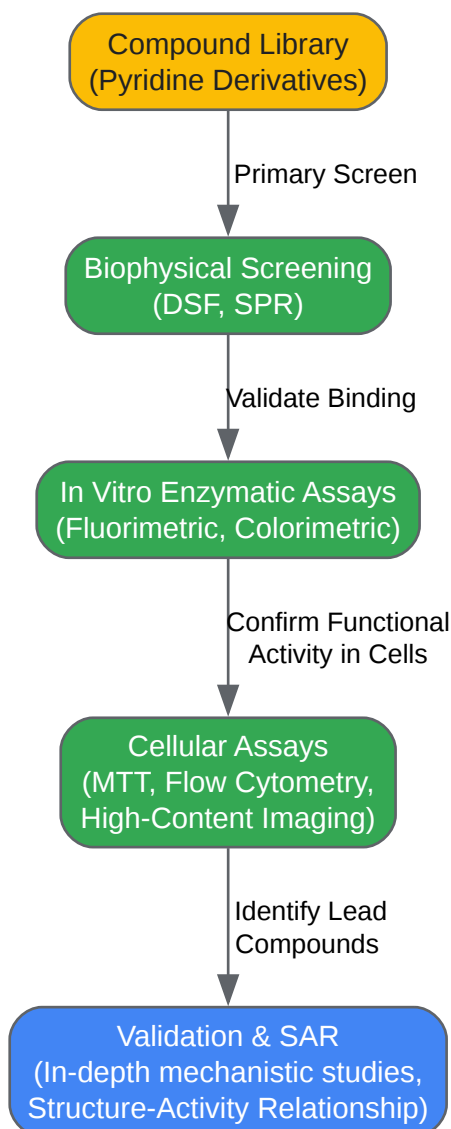 Compound Library
(Pyridine Derivatives)
Primary Screen
Biophysical Screening
(DSF, SPR)
Validate Binding
In Vitro Enzymatic Assays
(Fluorimetric, Colorimetric)
Confirm Functional
Activity in Cells
Cellular Assays
(MTT, Flow Cytometry,
High-Content Imaging)
Identify Lead
Compounds
Validation & SAR
(In-depth mechanistic studies,
Structure-Activity Relationship)